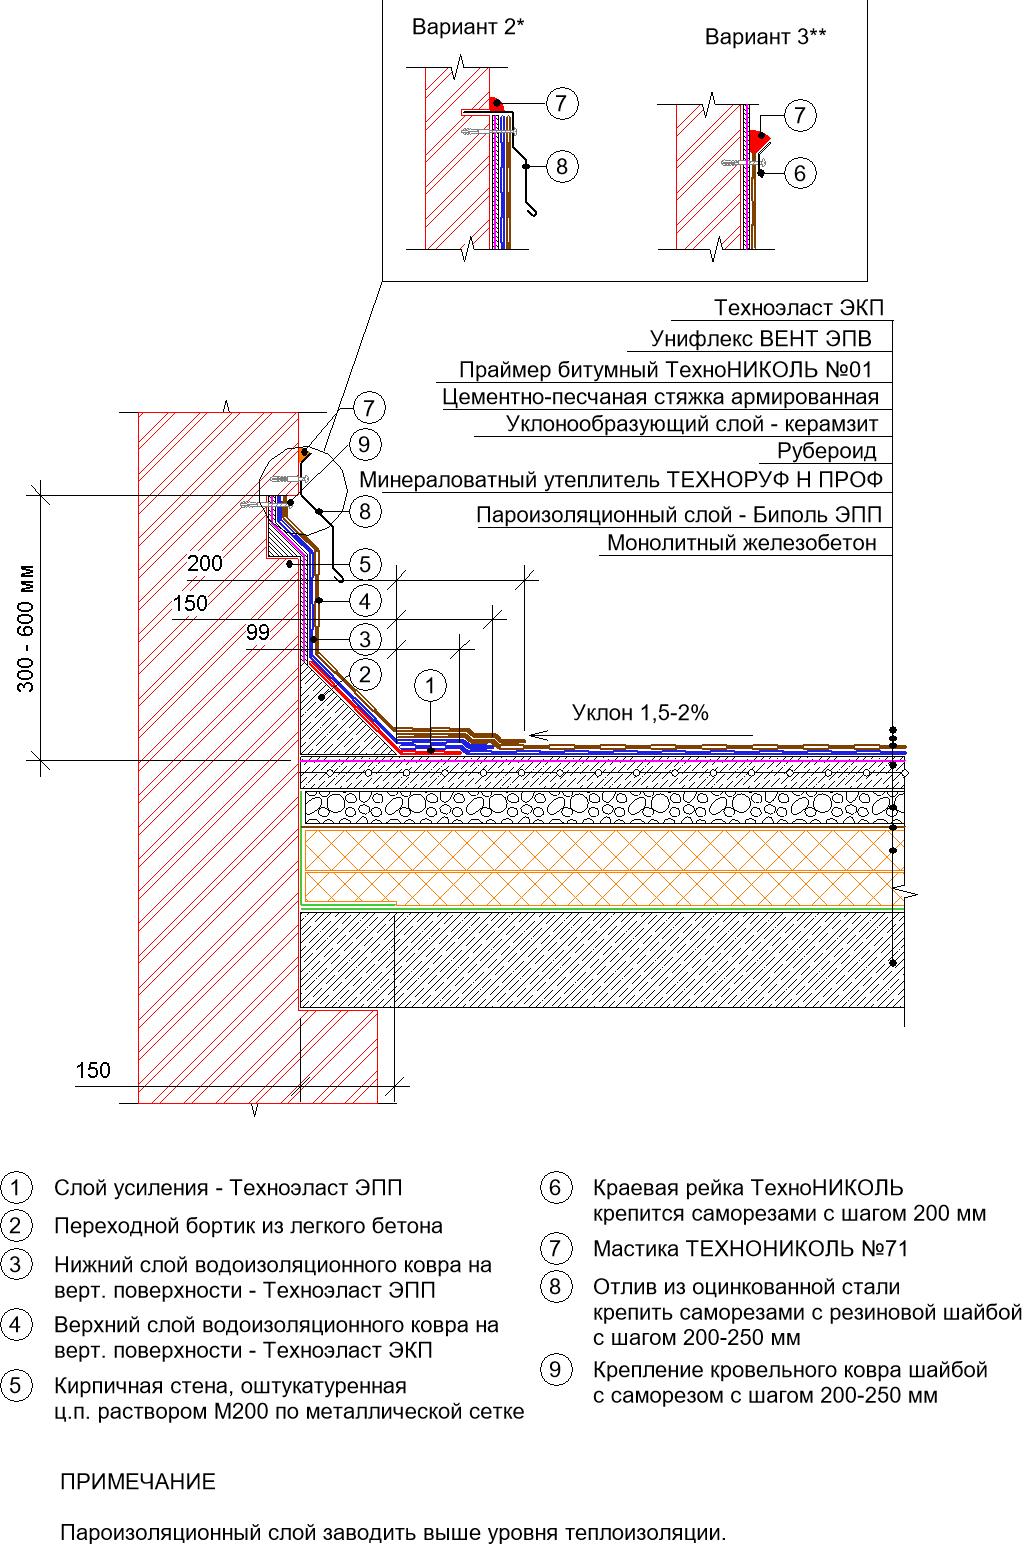 Вариант 2*
Вариант 3**
7
8
7
6
Техноэласт ЭКП
Унифлекс ВЕНТ ЭПВ
Праймер битумный ТехноНИКОЛЬ №01
Цементно-песчаная стяжка армированная
Уклонообразующий слой - керамзит
Рубероид
Минераловатный утеплитель ТЕХНОРУФ Н ПРОФ
Пароизоляционный слой - Биполь ЭПП
Монолитный железобетон
7
9
8
5
4
3
2
1
200
150
99
300 - 600 мм
Уклон 1,5-2%
150
1 Слой усиления - Техноэласт ЭПП
2 Переходной бортик из легкого бетона
3 Нижний слой водоизоляционного ковра на
верт. поверхности - Техноэласт ЭПП
4 Верхний слой водоизоляционного ковра на
верт. поверхности - Техноэласт ЭКП
5 Кирпичная стена, оштукатуренная
ц.п. раствором М200 по металлической сетке
6 Краевая рейка ТехноНИКОЛЬ
крепится саморезами с шагом 200 мм
7 Мастика ТЕХНОНИКОЛЬ №71
8 Отлив из оцинкованной стали
крепить саморезами с резиновой шайбой
с шагом 200-250 мм
9 Крепление кровельного ковра шайбой
с саморезом с шагом 200-250 мм
ПРИМЕЧАНИЕ
Пароизоляционный слой заводить выше уровня теплоизоляции.